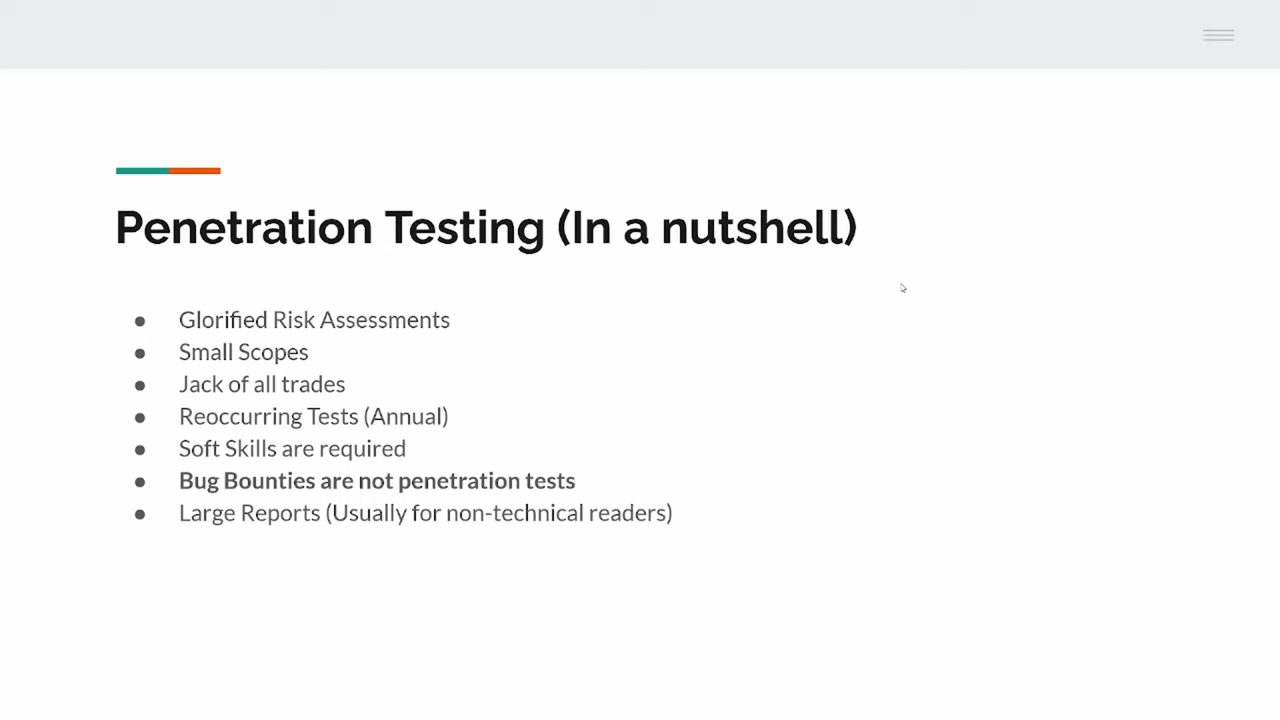 Penetration Testing (In a nutshell)
● Glorified Risk Assessments
● Small Scopes
● Jack of all trades
● Reoccurring Tests (Annual)
● Soft Skills are required
● Bug Bounties are not penetration tests
● Large Reports (Usually for non-technical readers)